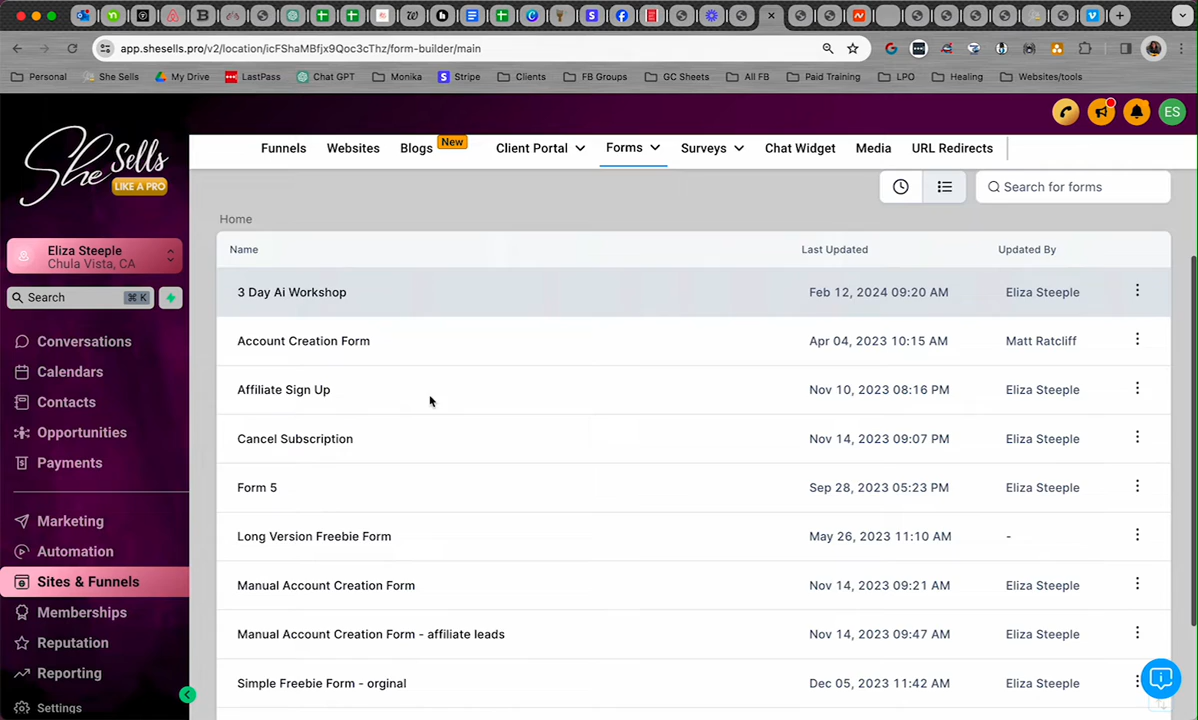 app.shesells.pro/v2/location/icFShaMBfjx9Qoc3cThz/form-builder/main
Personal She Sells My Drive LastPass Chat GPT Monika Stripe Clients FB Groups GC Sheets All FB Paid Training LPO Healing Websites/tools
She Sells
LIKE A PRO
ES
Funnels Websites Blogs New Client Portal Forms Surveys Chat Widget Media URL Redirects
Search for forms
Home
Eliza Steeple
Chula Vista, CA
Search ⌘ K
Conversations
Calendars
Contacts
Opportunities
Payments
Marketing
Automation
Sites & Funnels
Memberships
Reputation
Reporting
Settings
Name Last Updated Updated By
3 Day Ai Workshop Feb 12, 2024 09:20 AM Eliza Steeple
Account Creation Form Apr 04, 2023 10:15 AM Matt Ratcliff
Affiliate Sign Up Nov 10, 2023 08:16 PM Eliza Steeple
Cancel Subscription Nov 14, 2023 09:07 PM Eliza Steeple
Form 5 Sep 28, 2023 05:23 PM Eliza Steeple
Long Version Freebie Form May 26, 2023 11:10 AM -
Manual Account Creation Form Nov 14, 2023 09:21 AM Eliza Steeple
Manual Account Creation Form - affiliate leads Nov 14, 2023 09:47 AM Eliza Steeple
Simple Freebie Form - orginal Dec 05, 2023 11:42 AM Eliza Steeple